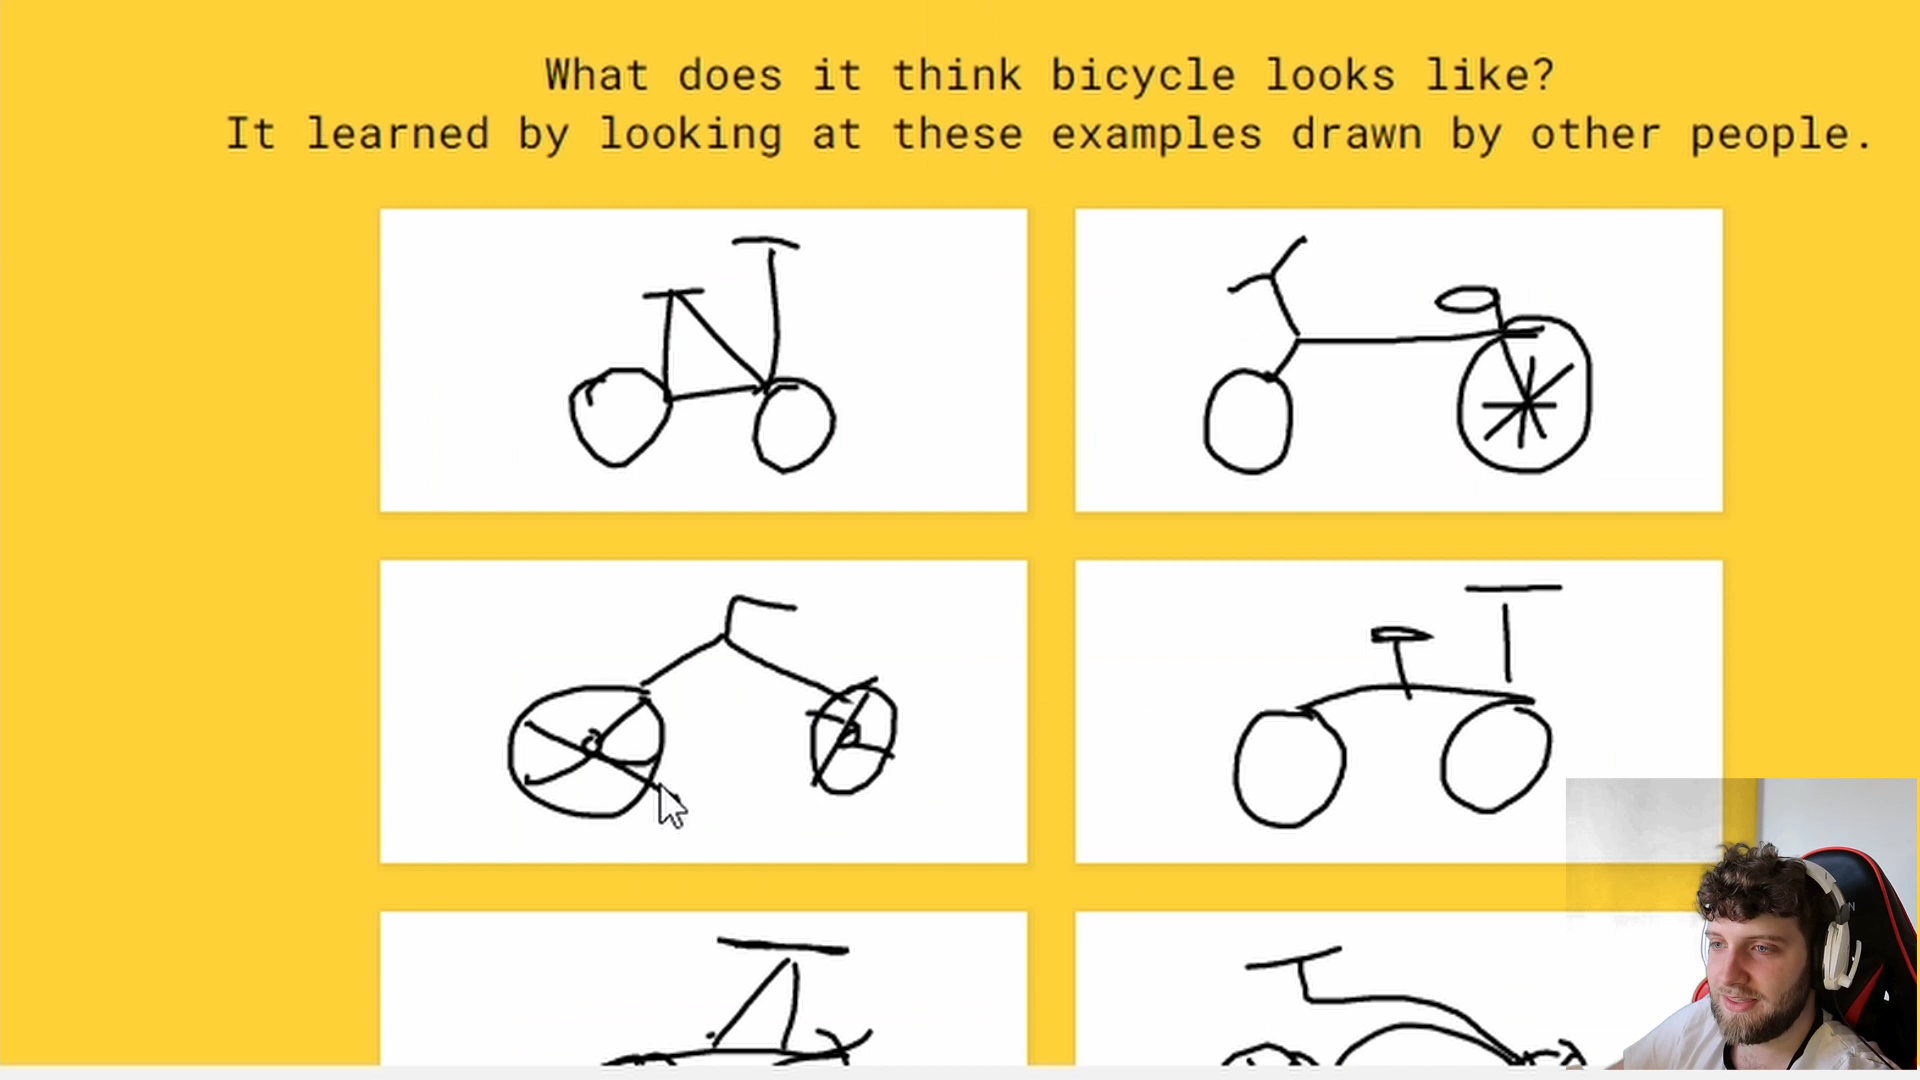 What does it think bicycle looks like?
It learned by looking at these examples drawn by other people.